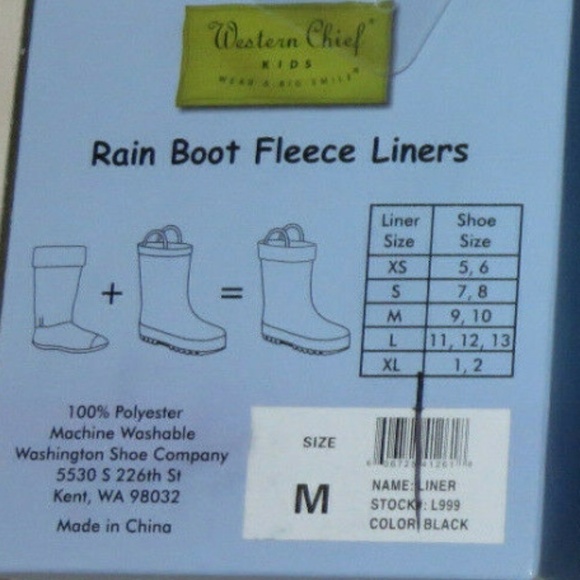 Western Chief®
KIDS
WEAR A BIG SMILE®
Rain Boot Fleece Liners
Liner Size Shoe Size
XS 5, 6
S 7, 8
M 9, 10
L 11, 12, 13
XL 1, 2
+ =
100% Polyester
Machine Washable
Washington Shoe Company
5530 S 226th St
Kent, WA 98032
Made in China
SIZE
M
NAME: LINER
STOCK#: L999
COLOR: BLACK